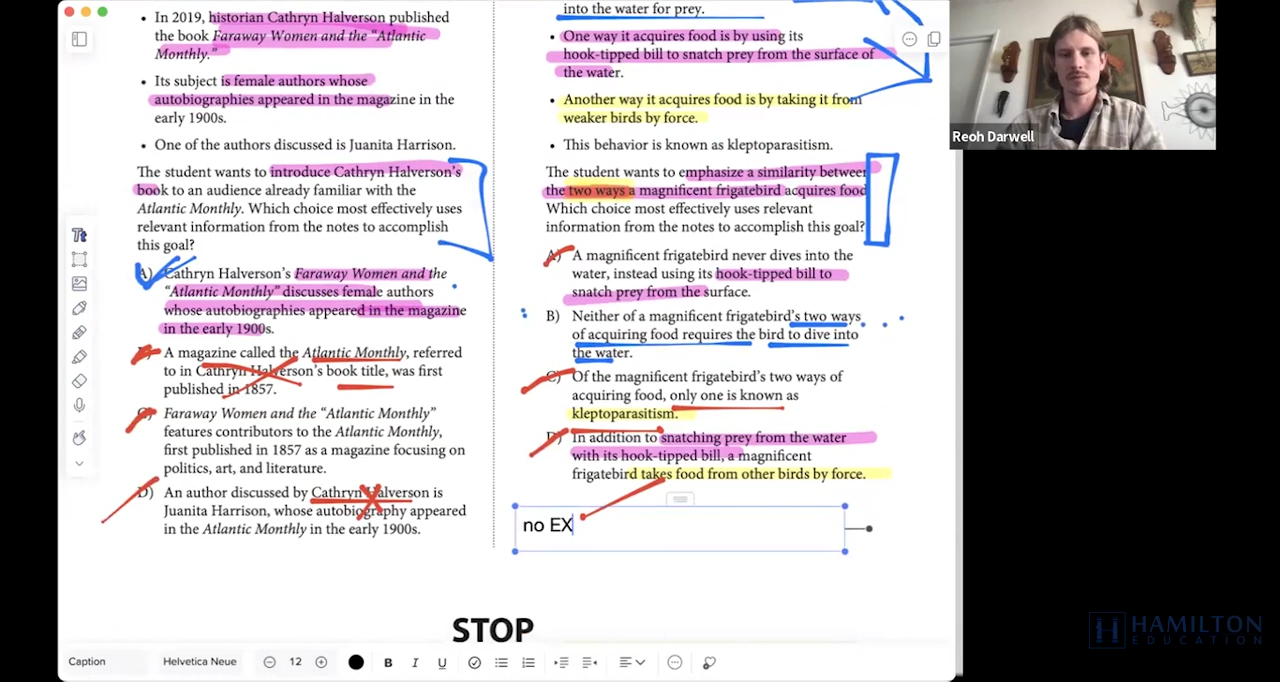 • In 2019, historian Cathryn Halverson published
the book Faraway Women and the “Atlantic
Monthly.”
• Its subject is female authors whose
autobiographies appeared in the magazine in the
early 1900s.
• One of the authors discussed is Juanita Harrison.
The student wants to introduce Cathryn Halverson’s
book to an audience already familiar with the
Atlantic Monthly. Which choice most effectively uses
relevant information from the notes to accomplish
this goal?
A) Cathryn Halverson’s Faraway Women and the
“Atlantic Monthly” discusses female authors
whose autobiographies appeared in the magazine
in the early 1900s.
A magazine called the Atlantic Monthly, referred
to in Cathryn Halverson’s book title, was first
published in 1857.
C) Faraway Women and the “Atlantic Monthly”
features contributors to the Atlantic Monthly,
first published in 1857 as a magazine focusing on
politics, art, and literature.
D) An author discussed by Cathryn Halverson is
Juanita Harrison, whose autobiography appeared
in the Atlantic Monthly in the early 1900s.
into the water for prey.
• One way it acquires food is by using its
hook-tipped bill to snatch prey from the surface of
the water.
• Another way it acquires food is by taking it from
weaker birds by force.
• This behavior is known as kleptoparasitism.
The student wants to emphasize a similarity between
the two ways a magnificent frigatebird acquires food.
Which choice most effectively uses relevant
information from the notes to accomplish this goal?
A) A magnificent frigatebird never dives into the
water, instead using its hook-tipped bill to
snatch prey from the surface.
B) Neither of a magnificent frigatebird’s two ways
of acquiring food requires the bird to dive into
the water.
C) Of the magnificent frigatebird’s two ways of
acquiring food, only one is known as
kleptoparasitism.
D) In addition to snatching prey from the water
with its hook-tipped bill, a magnificent
frigatebird takes food from other birds by force.
no EX
STOP
Tt
Caption
Helvetica Neue
12
B I U
Reoh Darwell
HAMILTON
EDUCATION